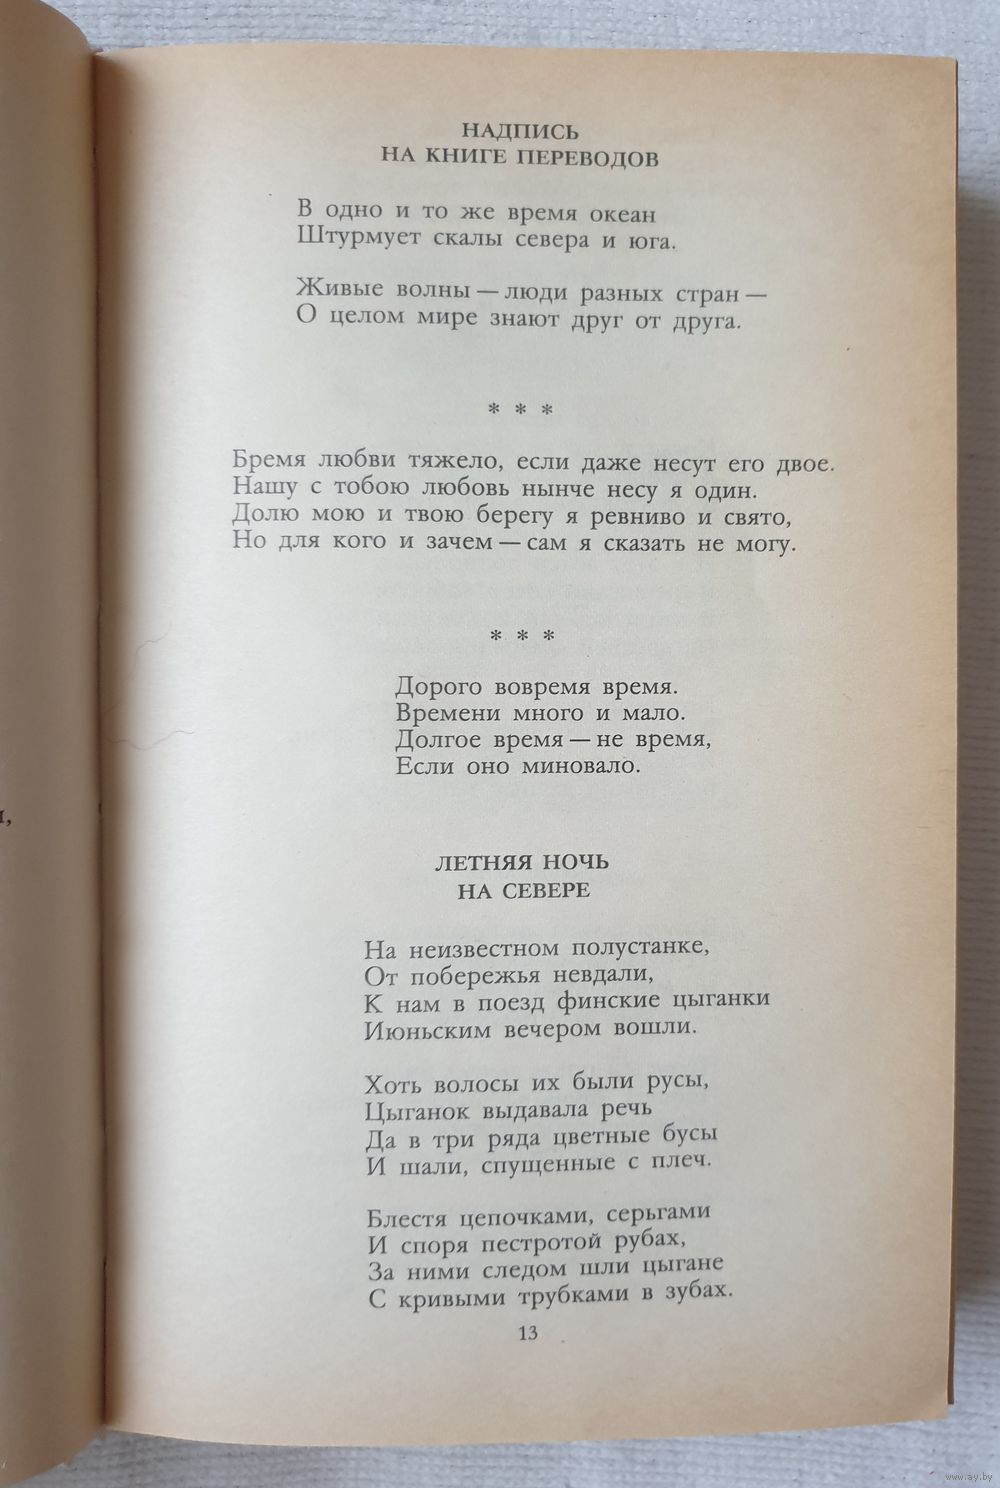 НАДПИСЬ
НА КНИГЕ ПЕРЕВОДОВ
В одно и то же время океан
Штурмует скалы севера и юга.
Живые волны — люди разных стран —
О целом мире знают друг от друга.
* * *
Бремя любви тяжело, если даже несут его двое.
Нашу с тобою любовь нынче несу я один.
Долю мою и твою берегу я ревниво и свято,
Но для кого и зачем — сам я сказать не могу.
* * *
Дорого вовремя время.
Времени много и мало.
Долгое время — не время,
Если оно миновало.
ЛЕТНЯЯ НОЧЬ
НА СЕВЕРЕ
На неизвестном полустанке,
От побережья невдали,
К нам в поезд финские цыганки
Июньским вечером вошли.
Хоть волосы их были русы,
Цыганок выдавала речь
Да в три ряда цветные бусы
И шали, спущенные с плеч.
Блестя цепочками, серьгами
И споря пестротой рубах,
За ними следом шли цыгане
С кривыми трубками в зубах.
13
www.ay.by